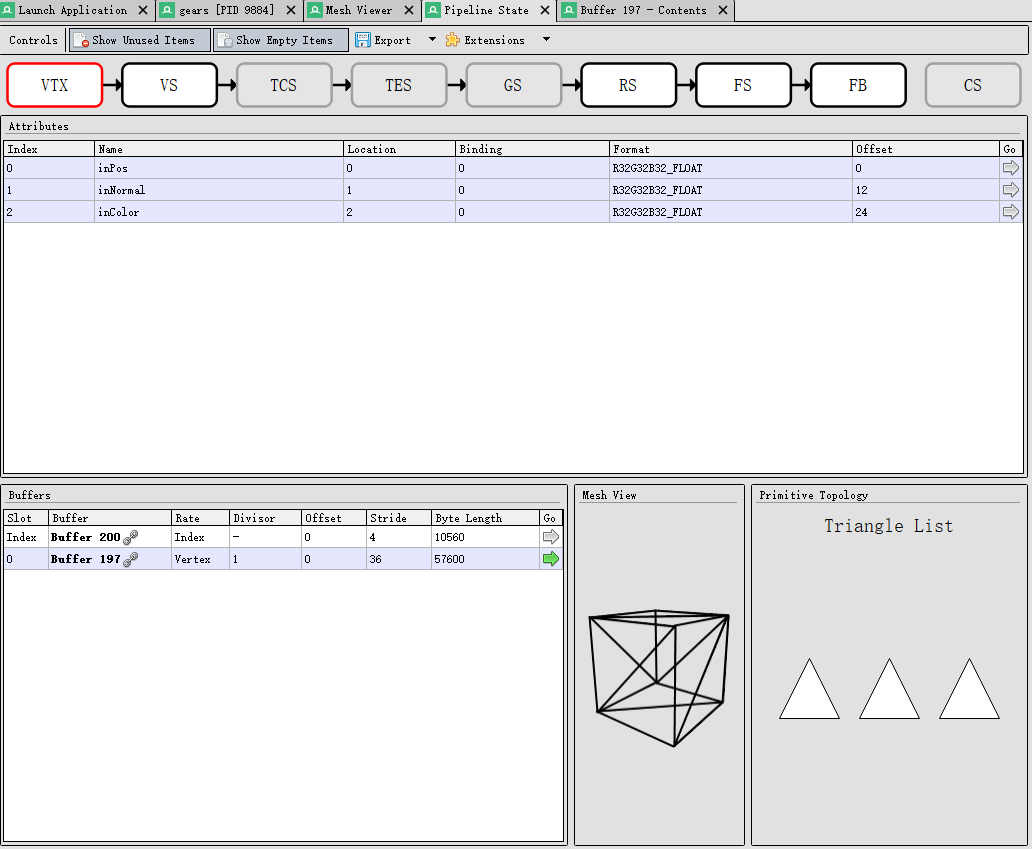 Launch Application gears [PID 9884] Mesh Viewer Pipeline State Buffer 197 - Contents
Controls Show Unused Items Show Empty Items Export Extensions
VTX VS TCS TES GS RS FS FB CS
Attributes
Index Name Location Binding Format Offset Go
0 inPos 0 0 R32G32B32_FLOAT 0
1 inNormal 1 0 R32G32B32_FLOAT 12
2 inColor 2 0 R32G32B32_FLOAT 24
Buffers
Slot Buffer Rate Divisor Offset Stride Byte Length Go
Index Buffer 200 Index - 0 4 10560
0 Buffer 197 Vertex 1 0 36 57600
Mesh View
Primitive Topology
Triangle List